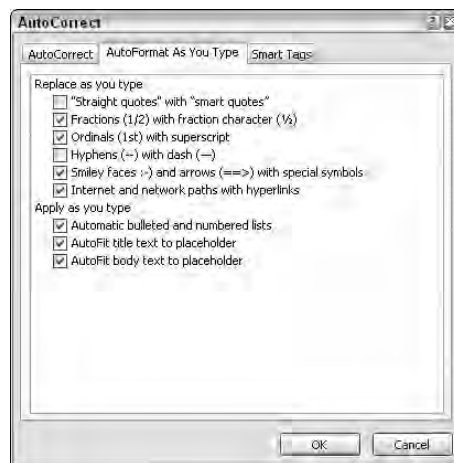 AutoCorrect
AutoCorrect AutoFormat As You Type Smart Tags
Replace as you type
"Straight quotes" with “smart quotes”
Fractions (1/2) with fraction character (½)
Ordinals (1st) with superscript
Hyphens (--) with dash (—)
Smiley faces :-) and arrows (==>) with special symbols
Internet and network paths with hyperlinks
Apply as you type
Automatic bulleted and numbered lists
AutoFit title text to placeholder
AutoFit body text to placeholder
OK Cancel